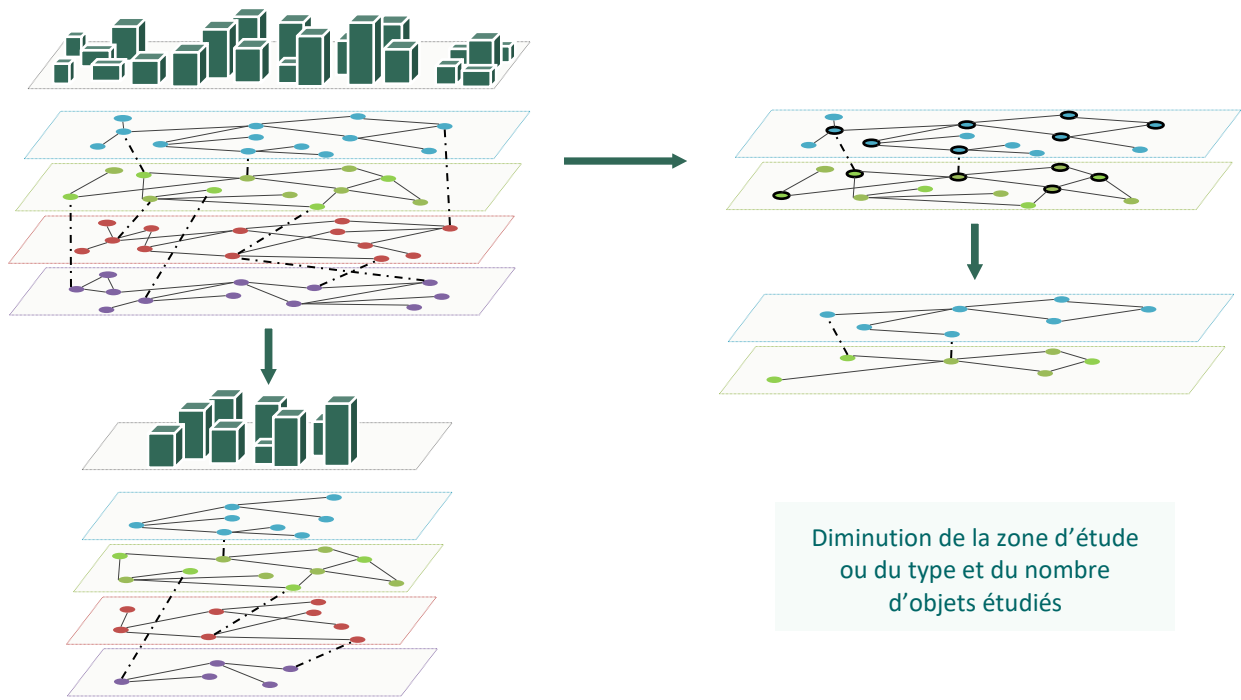 Diminution de la zone d’étude
ou du type et du nombre
d’objets étudiés